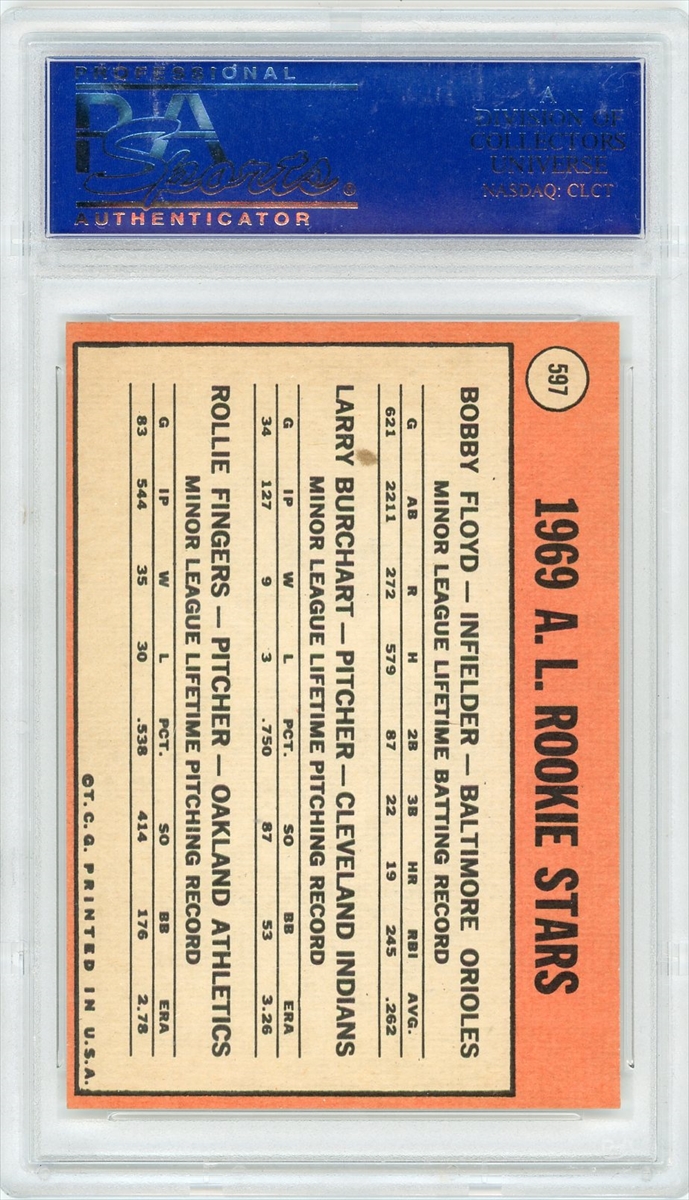 PROFESSIONAL
PSA
Sports®
AUTHENTICATOR
A
DIVISION OF
COLLECTORS
UNIVERSE
NASDAQ: CLCT
597
1969 A. L. ROOKIE STARS
BOBBY FLOYD — INFIELDER — BALTIMORE ORIOLES
MINOR LEAGUE LIFETIME BATTING RECORD
G AB R H 2B 3B HR RBI AVG.
621 2211 272 579 87 22 19 245 .262
LARRY BURCHART — PITCHER — CLEVELAND INDIANS
MINOR LEAGUE LIFETIME PITCHING RECORD
G IP W L PCT. SO BB ERA
34 127 9 3 .750 87 53 3.26
ROLLIE FINGERS — PITCHER — OAKLAND ATHLETICS
MINOR LEAGUE LIFETIME PITCHING RECORD
G IP W L PCT. SO BB ERA
83 544 35 30 .538 414 176 2.78
©T. C. G. PRINTED IN U.S.A.